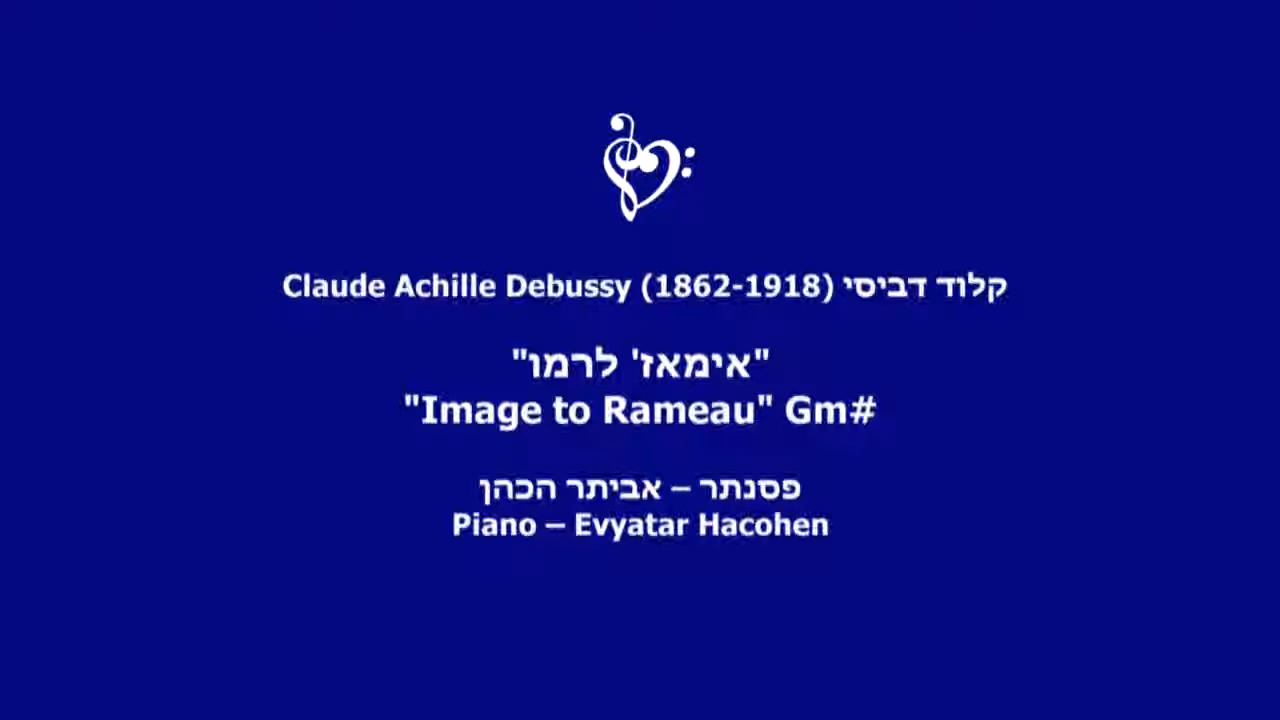 Claude Achille Debussy (1862-1918) קלוד דביסי
"אימאז' לרמו"
"Image to Rameau" Gm#
פסנתר – אביתר הכהן
Piano – Evyatar Hacohen